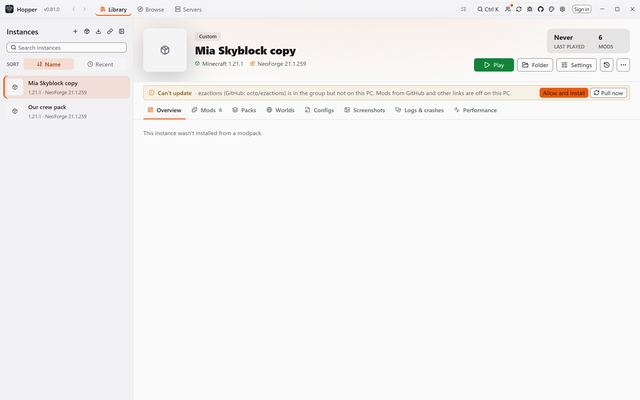 Hopper v0.81.0 Library Browse Servers Ctrl K Sign in
Instances
Search instances
SORT Name Recent
Mia Skyblock copy
1.21.1 · NeoForge 21.1.259
Our crew pack
1.21.1 · NeoForge 21.1.259
Custom
Mia Skyblock copy
Minecraft 1.21.1 NeoForge 21.1.259
Never 6
LAST PLAYED MODS
Play Folder Settings
Can't update · ezactions (GitHub: octo/ezactions) is in the group but not on this PC. Mods from GitHub and other links are off on this PC. Allow and install Pull now
Overview Mods 6 Packs Worlds Configs Screenshots Logs & crashes Performance
This instance wasn't installed from a modpack.